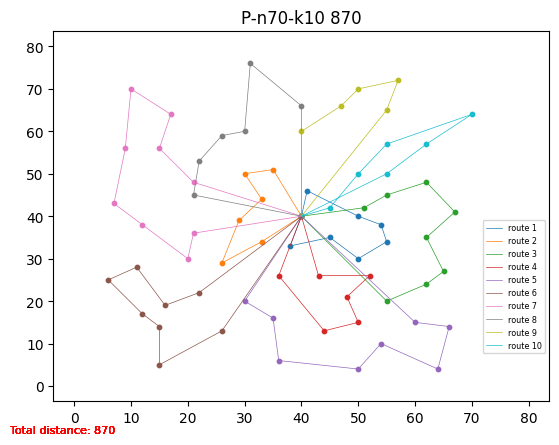 P-n70-k10 870
80
70
60
50
40
30
20
10
0
0 10 20 30 40 50 60 70 80
route 1
route 2
route 3
route 4
route 5
route 6
route 7
route 8
route 9
route 10
Total distance: 870